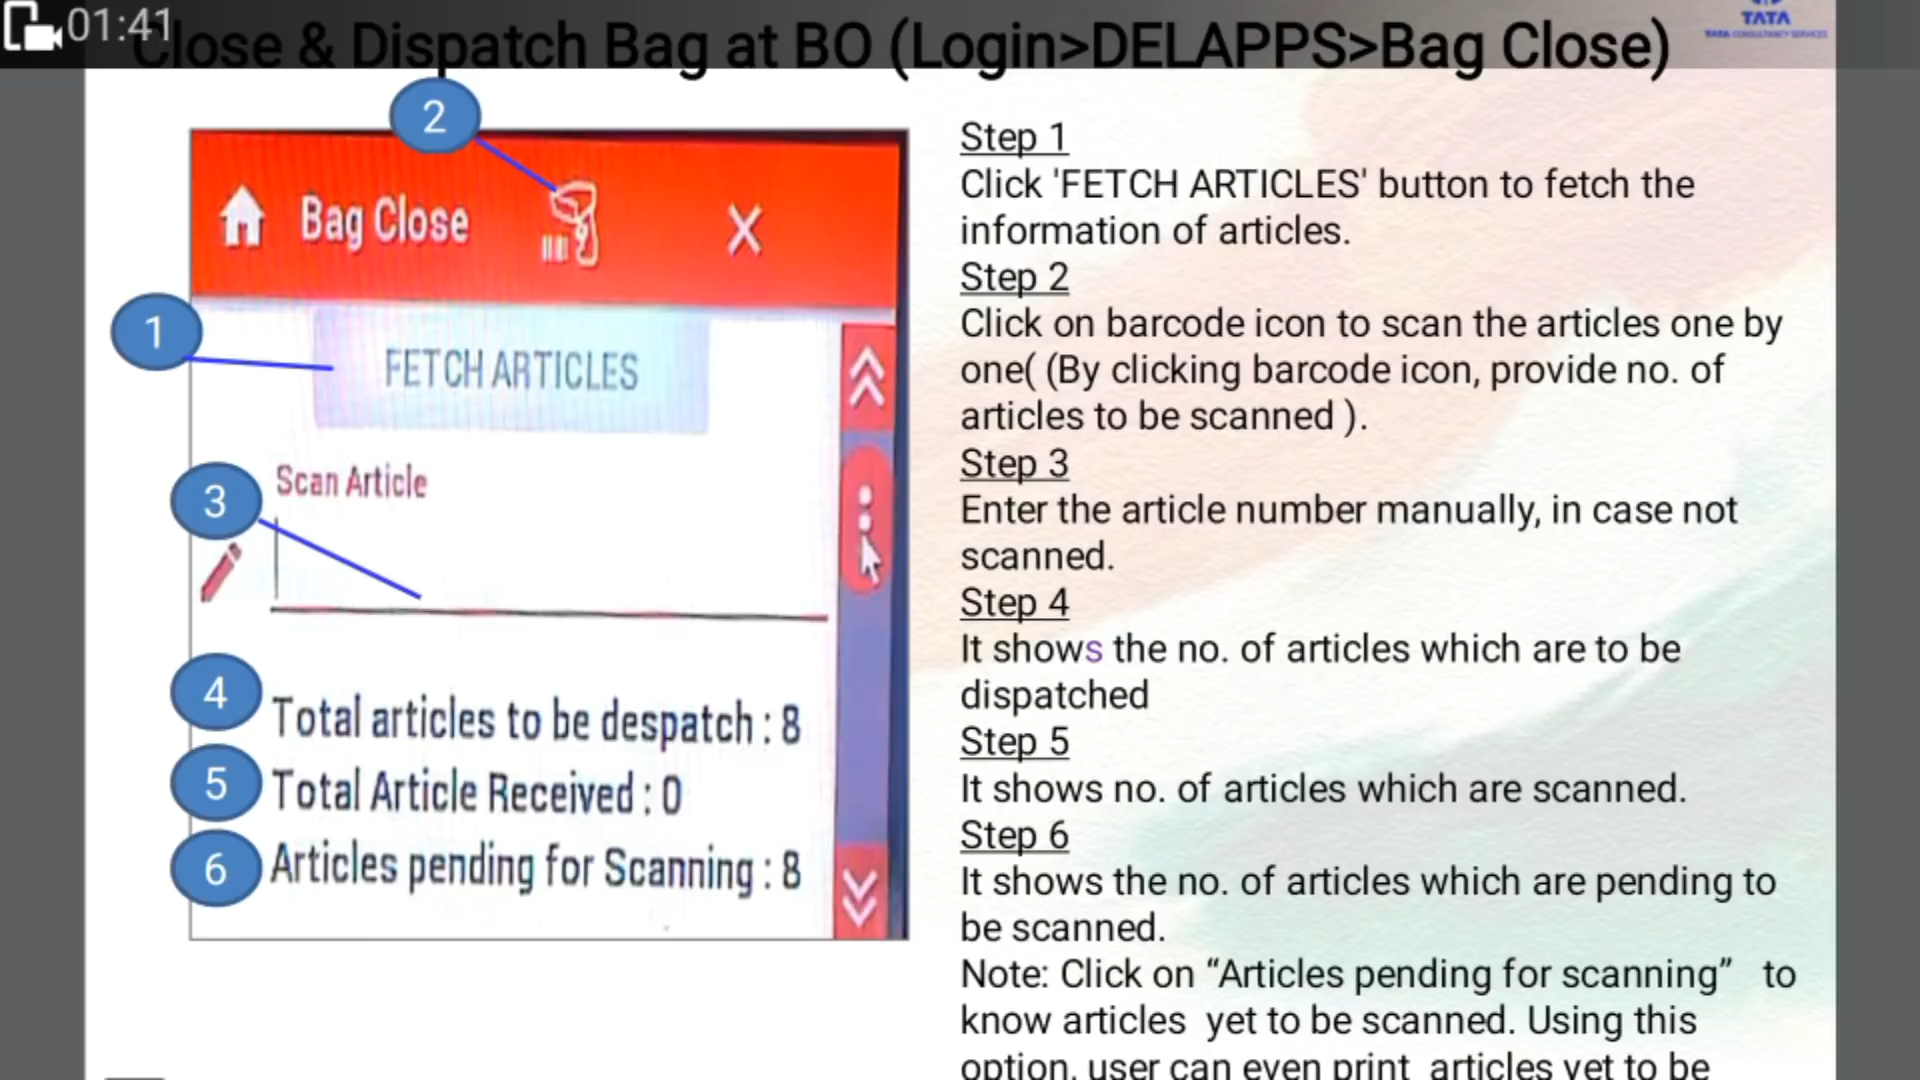 01:41
Close & Dispatch Bag at BO (Login>DELAPPS>Bag Close)
TATA
TATA CONSULTANCY SERVICES
2
Bag Close
X
1
FETCH ARTICLES
3
Scan Article
4
Total articles to be despatch : 8
5
Total Article Received : 0
6
Articles pending for Scanning : 8
Step 1
Click 'FETCH ARTICLES' button to fetch the
information of articles.
Step 2
Click on barcode icon to scan the articles one by
one( (By clicking barcode icon, provide no. of
articles to be scanned ).
Step 3
Enter the article number manually, in case not
scanned.
Step 4
It shows the no. of articles which are to be
dispatched
Step 5
It shows no. of articles which are scanned.
Step 6
It shows the no. of articles which are pending to
be scanned.
Note: Click on “Articles pending for scanning” to
know articles yet to be scanned. Using this
option, user can even print articles yet to be